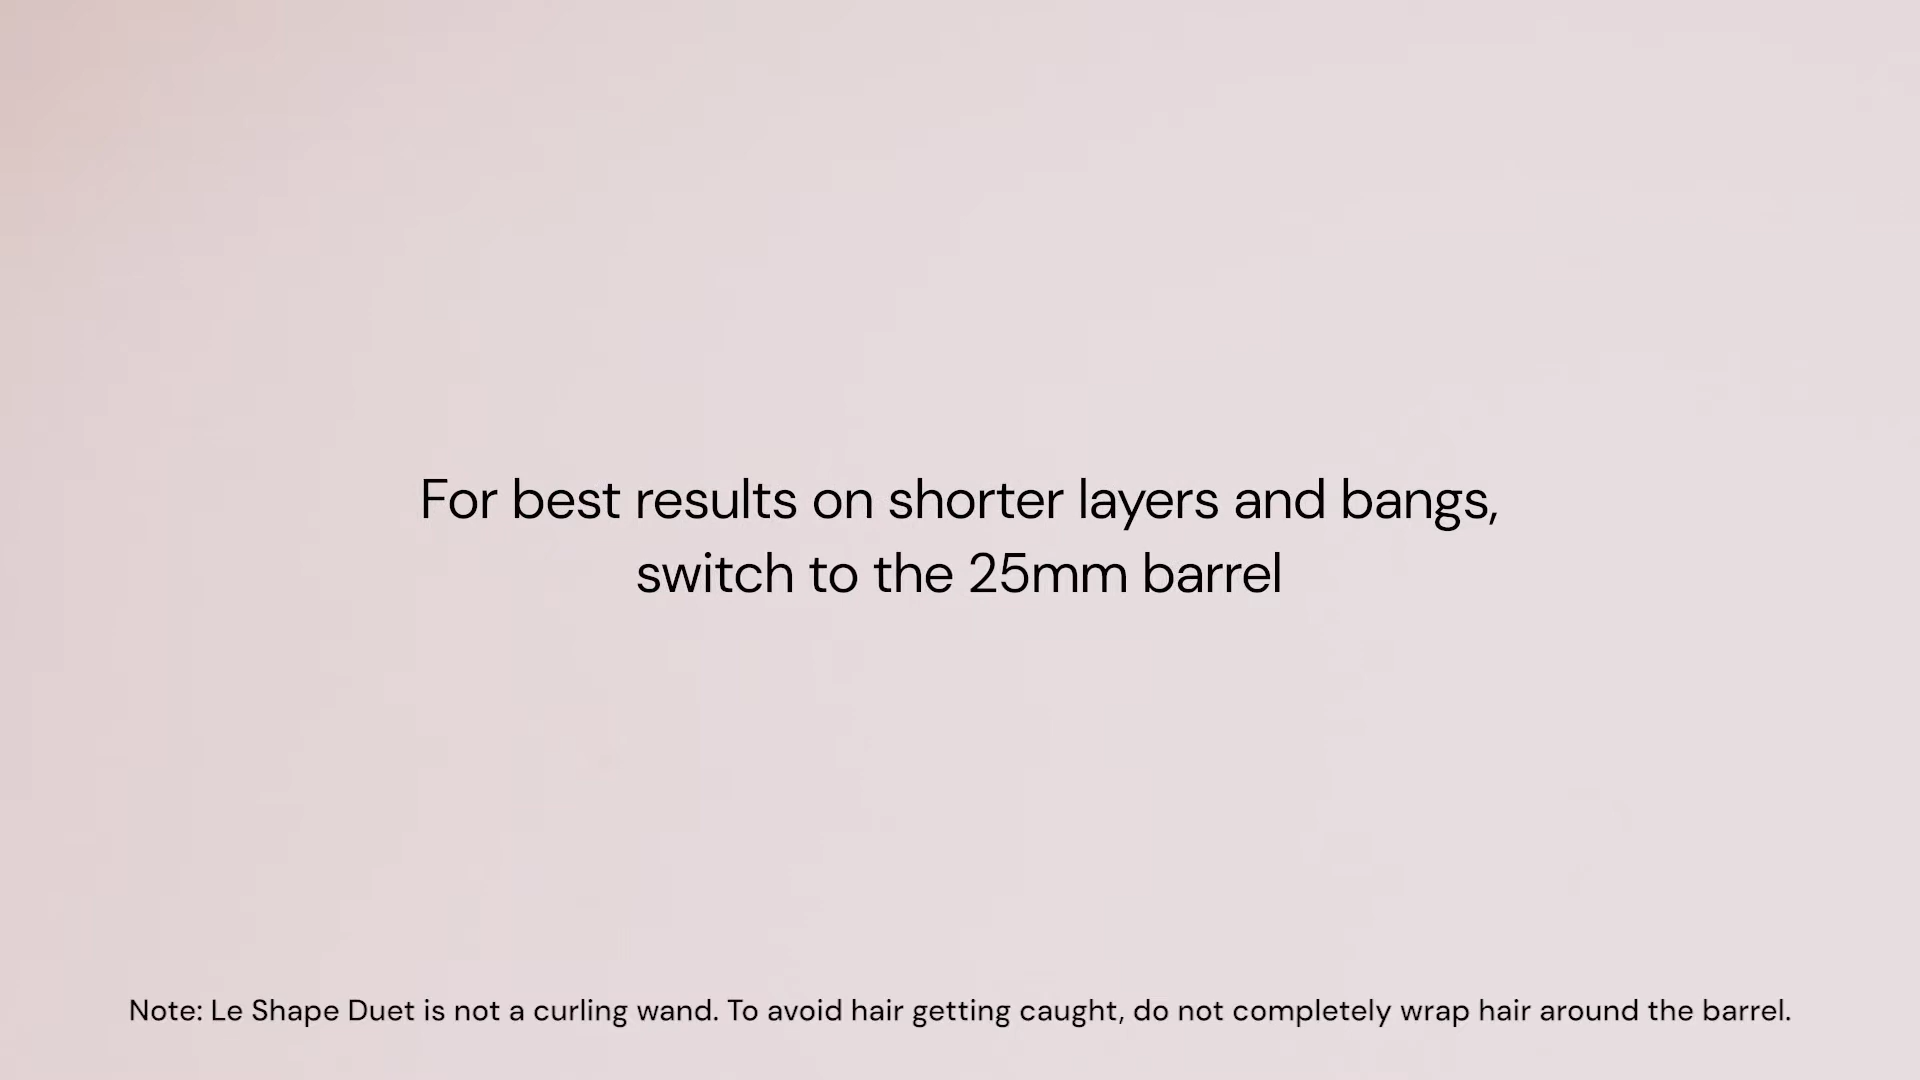 For best results on shorter layers and bangs,
switch to the 25mm barrel
Note: Le Shape Duet is not a curling wand. To avoid hair getting caught, do not completely wrap hair around the barrel.